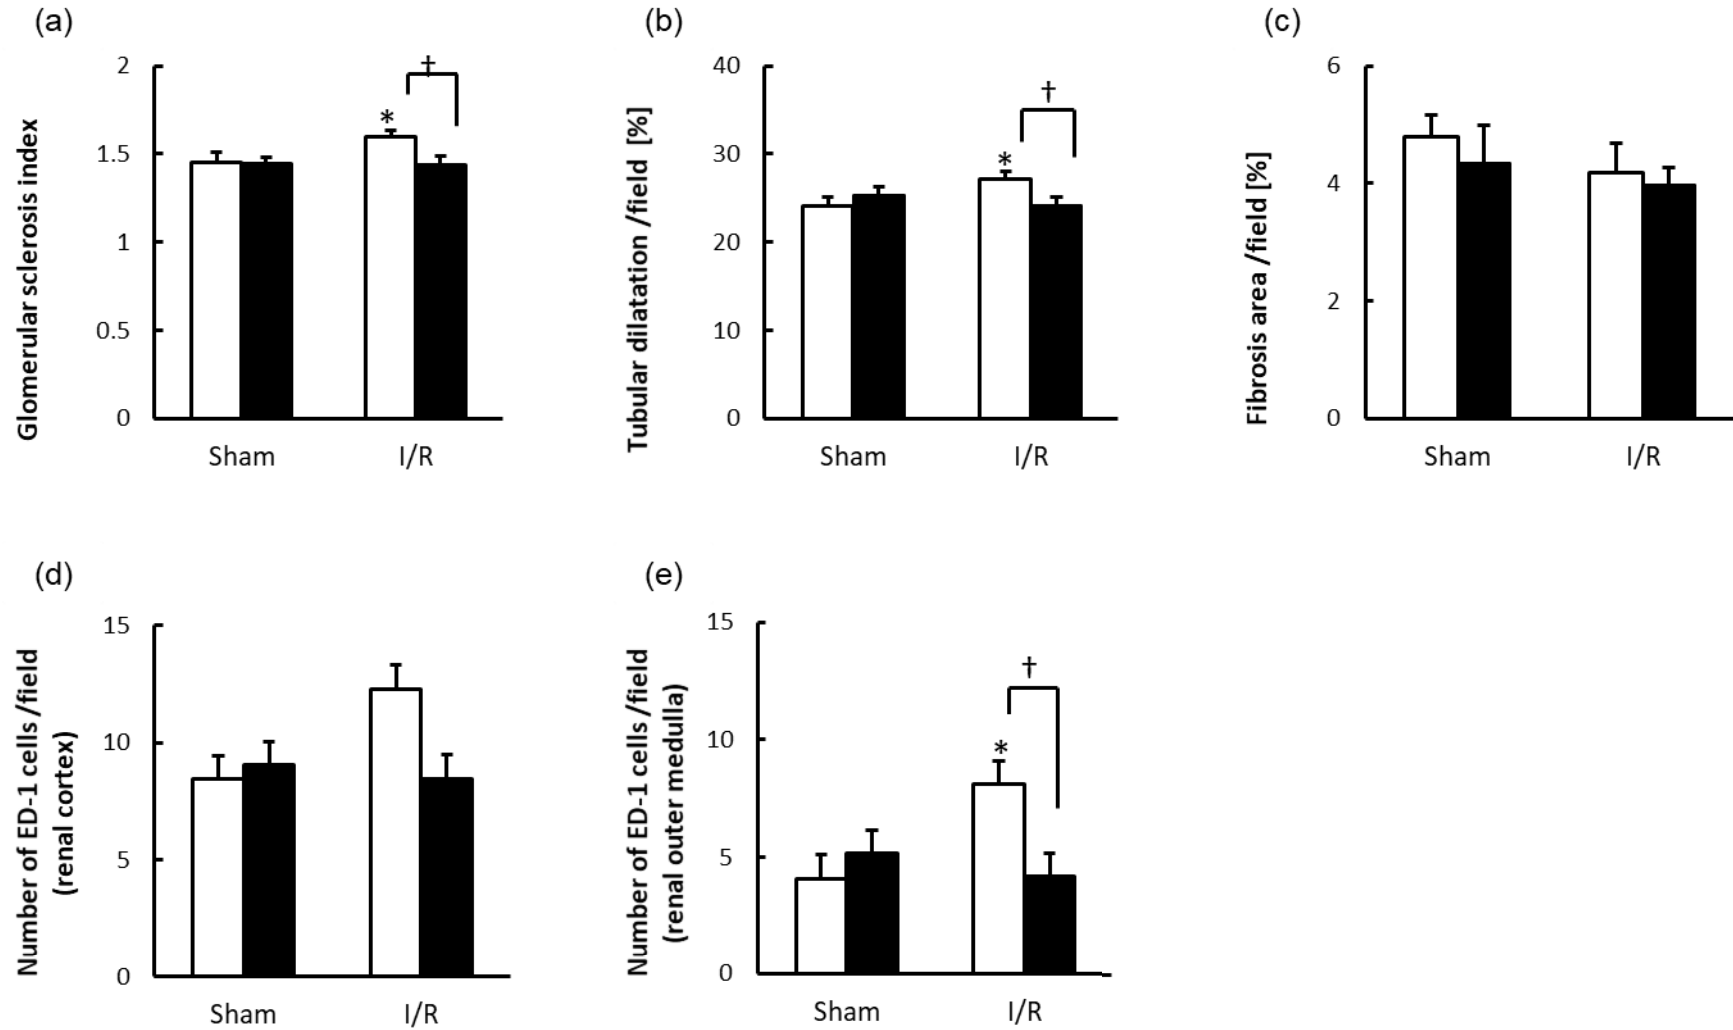 (a)
Glomerular sclerosis index
2
1.5
1
0.5
0
*
†
Sham
I/R
(b)
Tubular dilatation /field [%]
40
30
20
10
0
*
†
Sham
I/R
(c)
Fibrosis area /field [%]
6
4
2
0
Sham
I/R
(d)
Number of ED-1 cells /field
(renal cortex)
15
10
5
0
Sham
I/R
(e)
Number of ED-1 cells /field
(renal outer medulla)
15
10
5
0
*
†
Sham
I/R